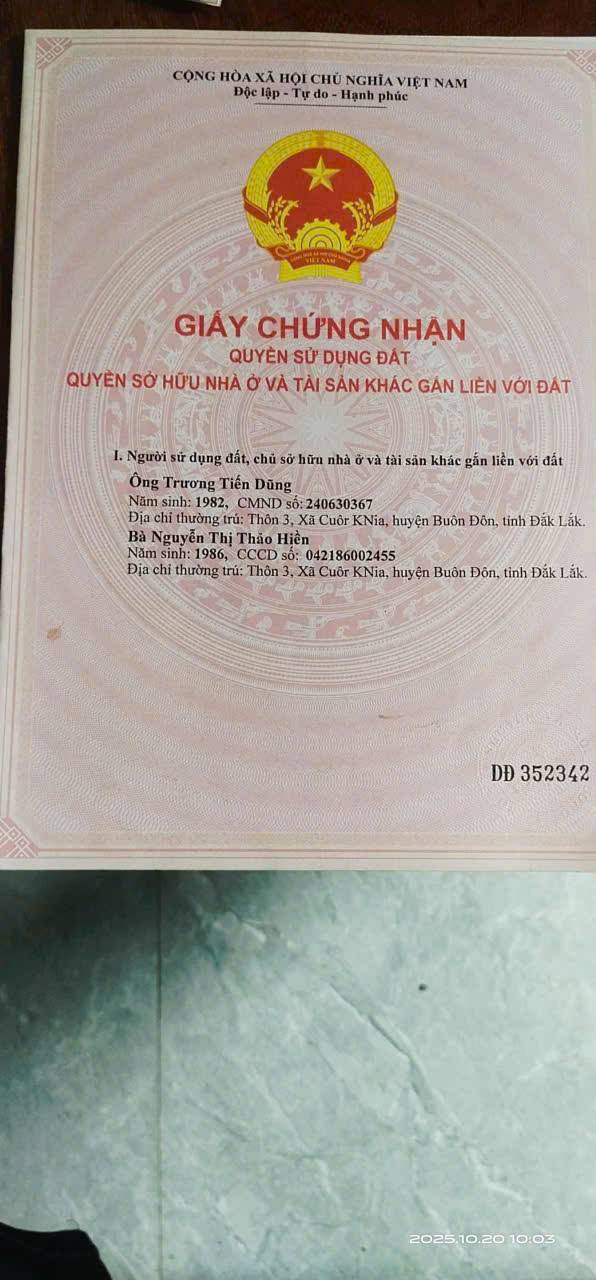 CỘNG HÒA XÃ HỘI CHỦ NGHĨA VIỆT NAM
Độc lập - Tự do - Hạnh phúc
VIỆT NAM
GIẤY CHỨNG NHẬN
QUYỀN SỬ DỤNG ĐẤT
QUYỀN SỞ HỮU NHÀ Ở VÀ TÀI SẢN KHÁC GẮN LIỀN VỚI ĐẤT
I. Người sử dụng đất, chủ sở hữu nhà ở và tài sản khác gắn liền với đất
Ông Trương Tiến Dũng
Năm sinh: 1982, CMND số: 240630367
Địa chỉ thường trú: Thôn 3, Xã Cuôr KNia, huyện Buôn Đôn, tỉnh Đắk Lắk.
Bà Nguyễn Thị Thảo Hiền
Năm sinh: 1986, CCCD số: 042186002455
Địa chỉ thường trú: Thôn 3, Xã Cuôr KNia, huyện Buôn Đôn, tỉnh Đắk Lắk.
DĐ 352342
2025.10.20 10:03